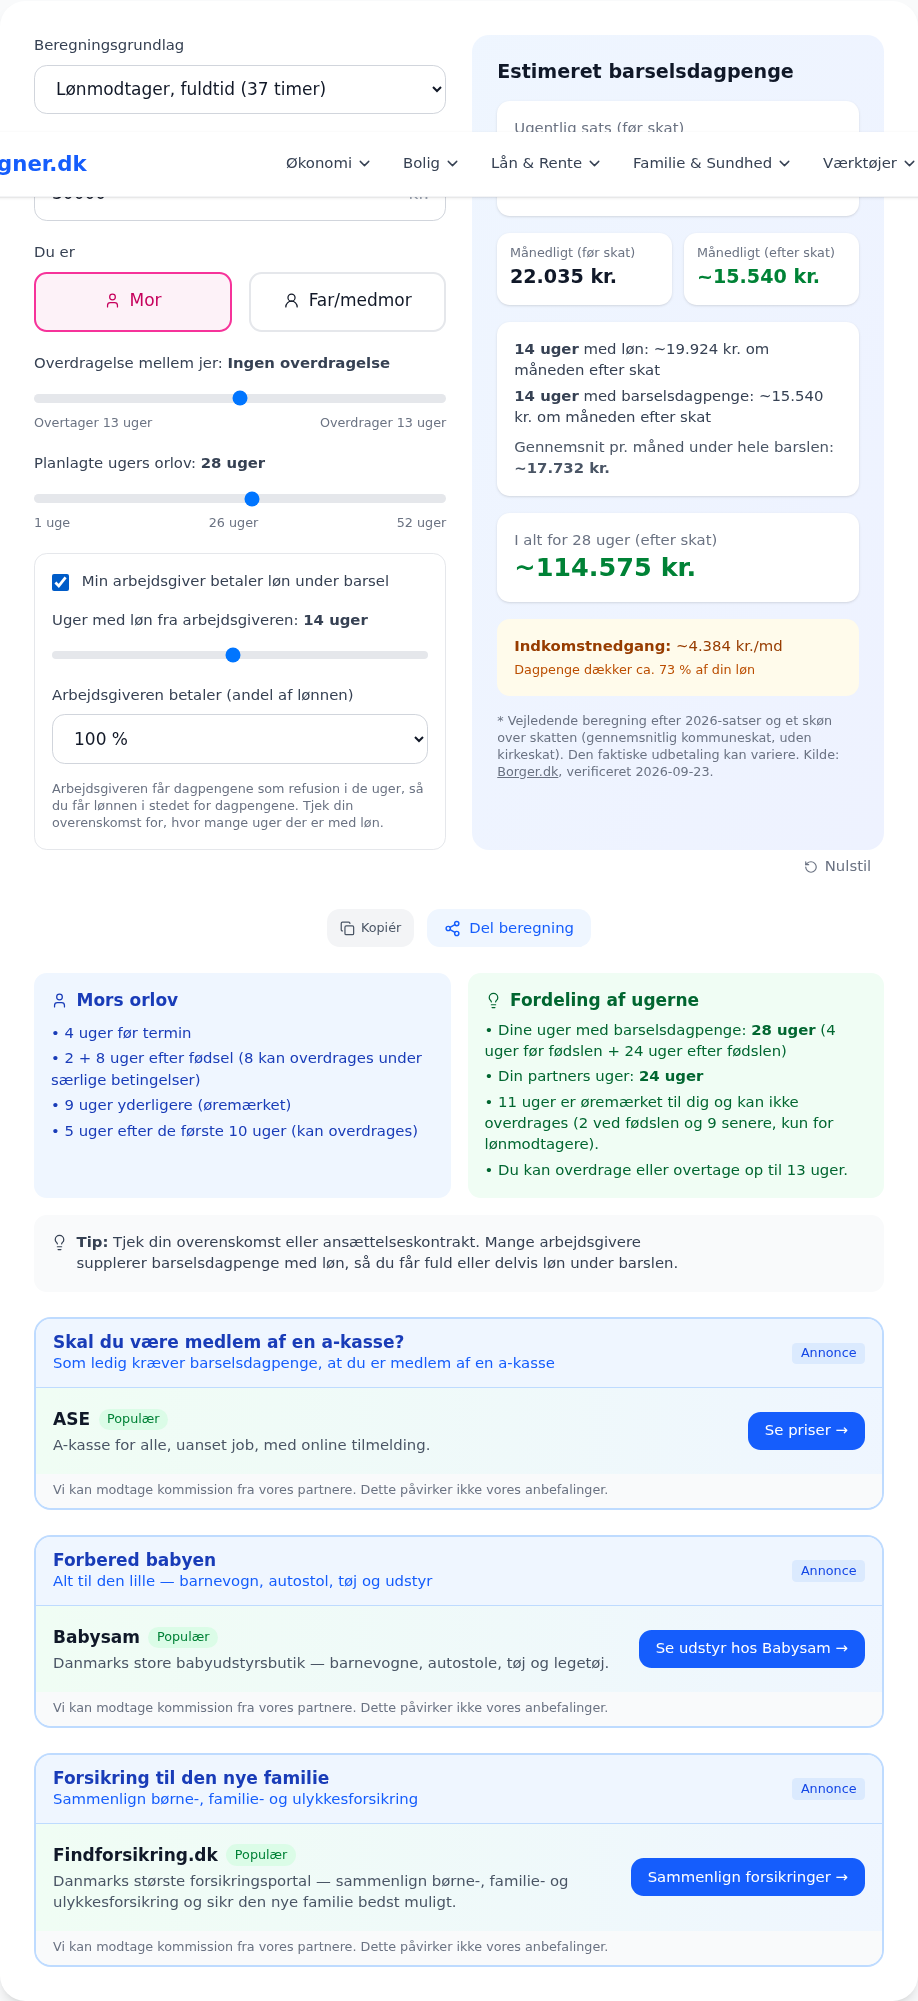 Beregningsgrundlag
Lønmodtager, fuldtid (37 timer)
Estimeret barselsdagpenge
Ugentlig sats (før skat)
gner.dk
Økonomi
Bolig
Lån & Rente
Familie & Sundhed
Værktøjer
Du er
Mor
Far/medmor
Overdragelse mellem jer: Ingen overdragelse
Overtager 13 uger
Overdrager 13 uger
Planlagte ugers orlov: 28 uger
1 uge
26 uger
52 uger
Min arbejdsgiver betaler løn under barsel
Uger med løn fra arbejdsgiveren: 14 uger
Arbejdsgiveren betaler (andel af lønnen)
100 %
Arbejdsgiveren får dagpengene som refusion i de uger, så
du får lønnen i stedet for dagpengene. Tjek din
overenskomst for, hvor mange uger der er med løn.
Månedligt (før skat)
22.035 kr.
Månedligt (efter skat)
~15.540 kr.
14 uger med løn: ~19.924 kr. om
måneden efter skat
14 uger med barselsdagpenge: ~15.540
kr. om måneden efter skat
Gennemsnit pr. måned under hele barslen:
~17.732 kr.
I alt for 28 uger (efter skat)
~114.575 kr.
Indkomstnedgang: ~4.384 kr./md
Dagpenge dækker ca. 73 % af din løn
* Vejledende beregning efter 2026-satser og et skøn
over skatten (gennemsnitlig kommuneskat, uden
kirkeskat). Den faktiske udbetaling kan variere. Kilde:
Borger.dk, verificeret 2026-09-23.
Nulstil
Kopiér
Del beregning
Mors orlov
• 4 uger før termin
• 2 + 8 uger efter fødsel (8 kan overdrages under
særlige betingelser)
• 9 uger yderligere (øremærket)
• 5 uger efter de første 10 uger (kan overdrages)
Fordeling af ugerne
• Dine uger med barselsdagpenge: 28 uger (4
uger før fødslen + 24 uger efter fødslen)
• Din partners uger: 24 uger
• 11 uger er øremærket til dig og kan ikke
overdrages (2 ved fødslen og 9 senere, kun for
lønmodtagere).
• Du kan overdrage eller overtage op til 13 uger.
Tip: Tjek din overenskomst eller ansættelseskontrakt. Mange arbejdsgivere
supplerer barselsdagpenge med løn, så du får fuld eller delvis løn under barslen.
Skal du være medlem af en a-kasse?
Som ledig kræver barselsdagpenge, at du er medlem af en a-kasse
Annonce
ASE
Populær
A-kasse for alle, uanset job, med online tilmelding.
Se priser →
Vi kan modtage kommission fra vores partnere. Dette påvirker ikke vores anbefalinger.
Forbered babyen
Alt til den lille — barnevogn, autostol, tøj og udstyr
Annonce
Babysam
Populær
Danmarks store babyudstyrsbutik — barnevogne, autostole, tøj og legetøj.
Se udstyr hos Babysam →
Vi kan modtage kommission fra vores partnere. Dette påvirker ikke vores anbefalinger.
Forsikring til den nye familie
Sammenlign børne-, familie- og ulykkesforsikring
Annonce
Findforsikring.dk
Populær
Danmarks største forsikringsportal — sammenlign børne-, familie- og
ulykkesforsikring og sikr den nye familie bedst muligt.
Sammenlign forsikringer →
Vi kan modtage kommission fra vores partnere. Dette påvirker ikke vores anbefalinger.